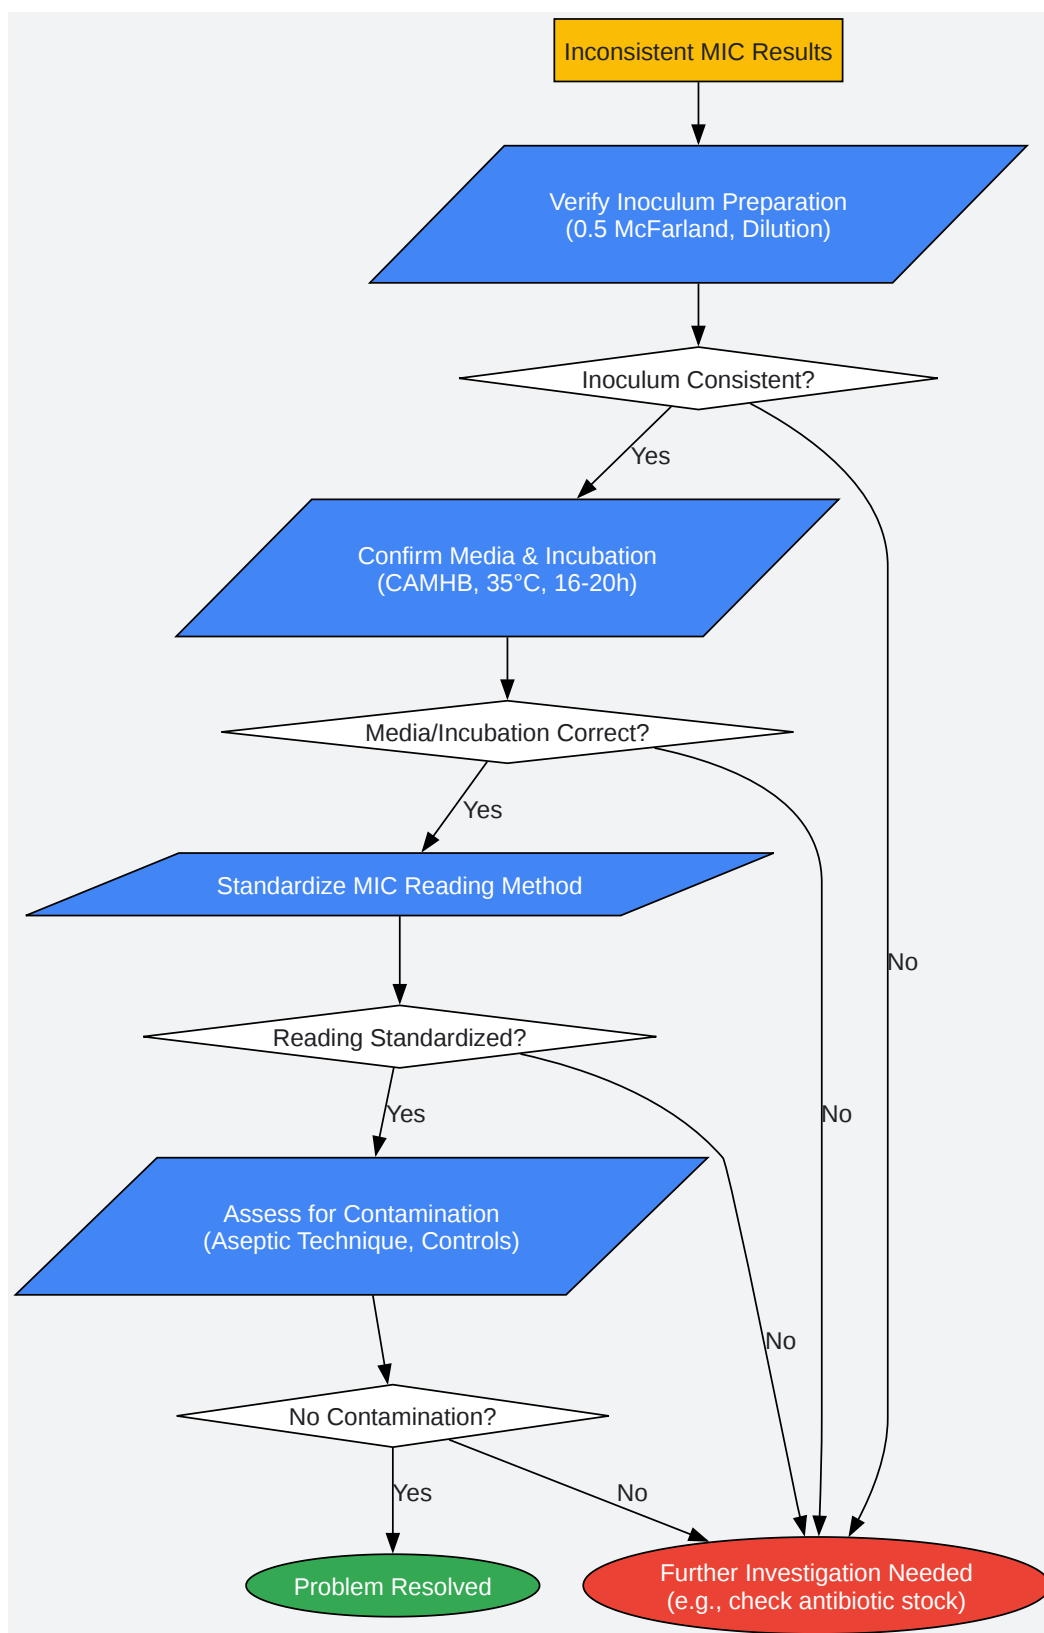 Inconsistent MIC Results
Verify Inoculum Preparation
(0.5 McFarland, Dilution)
Inoculum Consistent?
Yes
Confirm Media & Incubation
(CAMHB, 35°C, 16-20h)
Media/Incubation Correct?
Yes
Standardize MIC Reading Method
No
Reading Standardized?
Yes
No
Assess for Contamination
(Aseptic Technique, Controls)
No
No Contamination?
Yes
No
Problem Resolved
Further Investigation Needed
(e.g., check antibiotic stock)